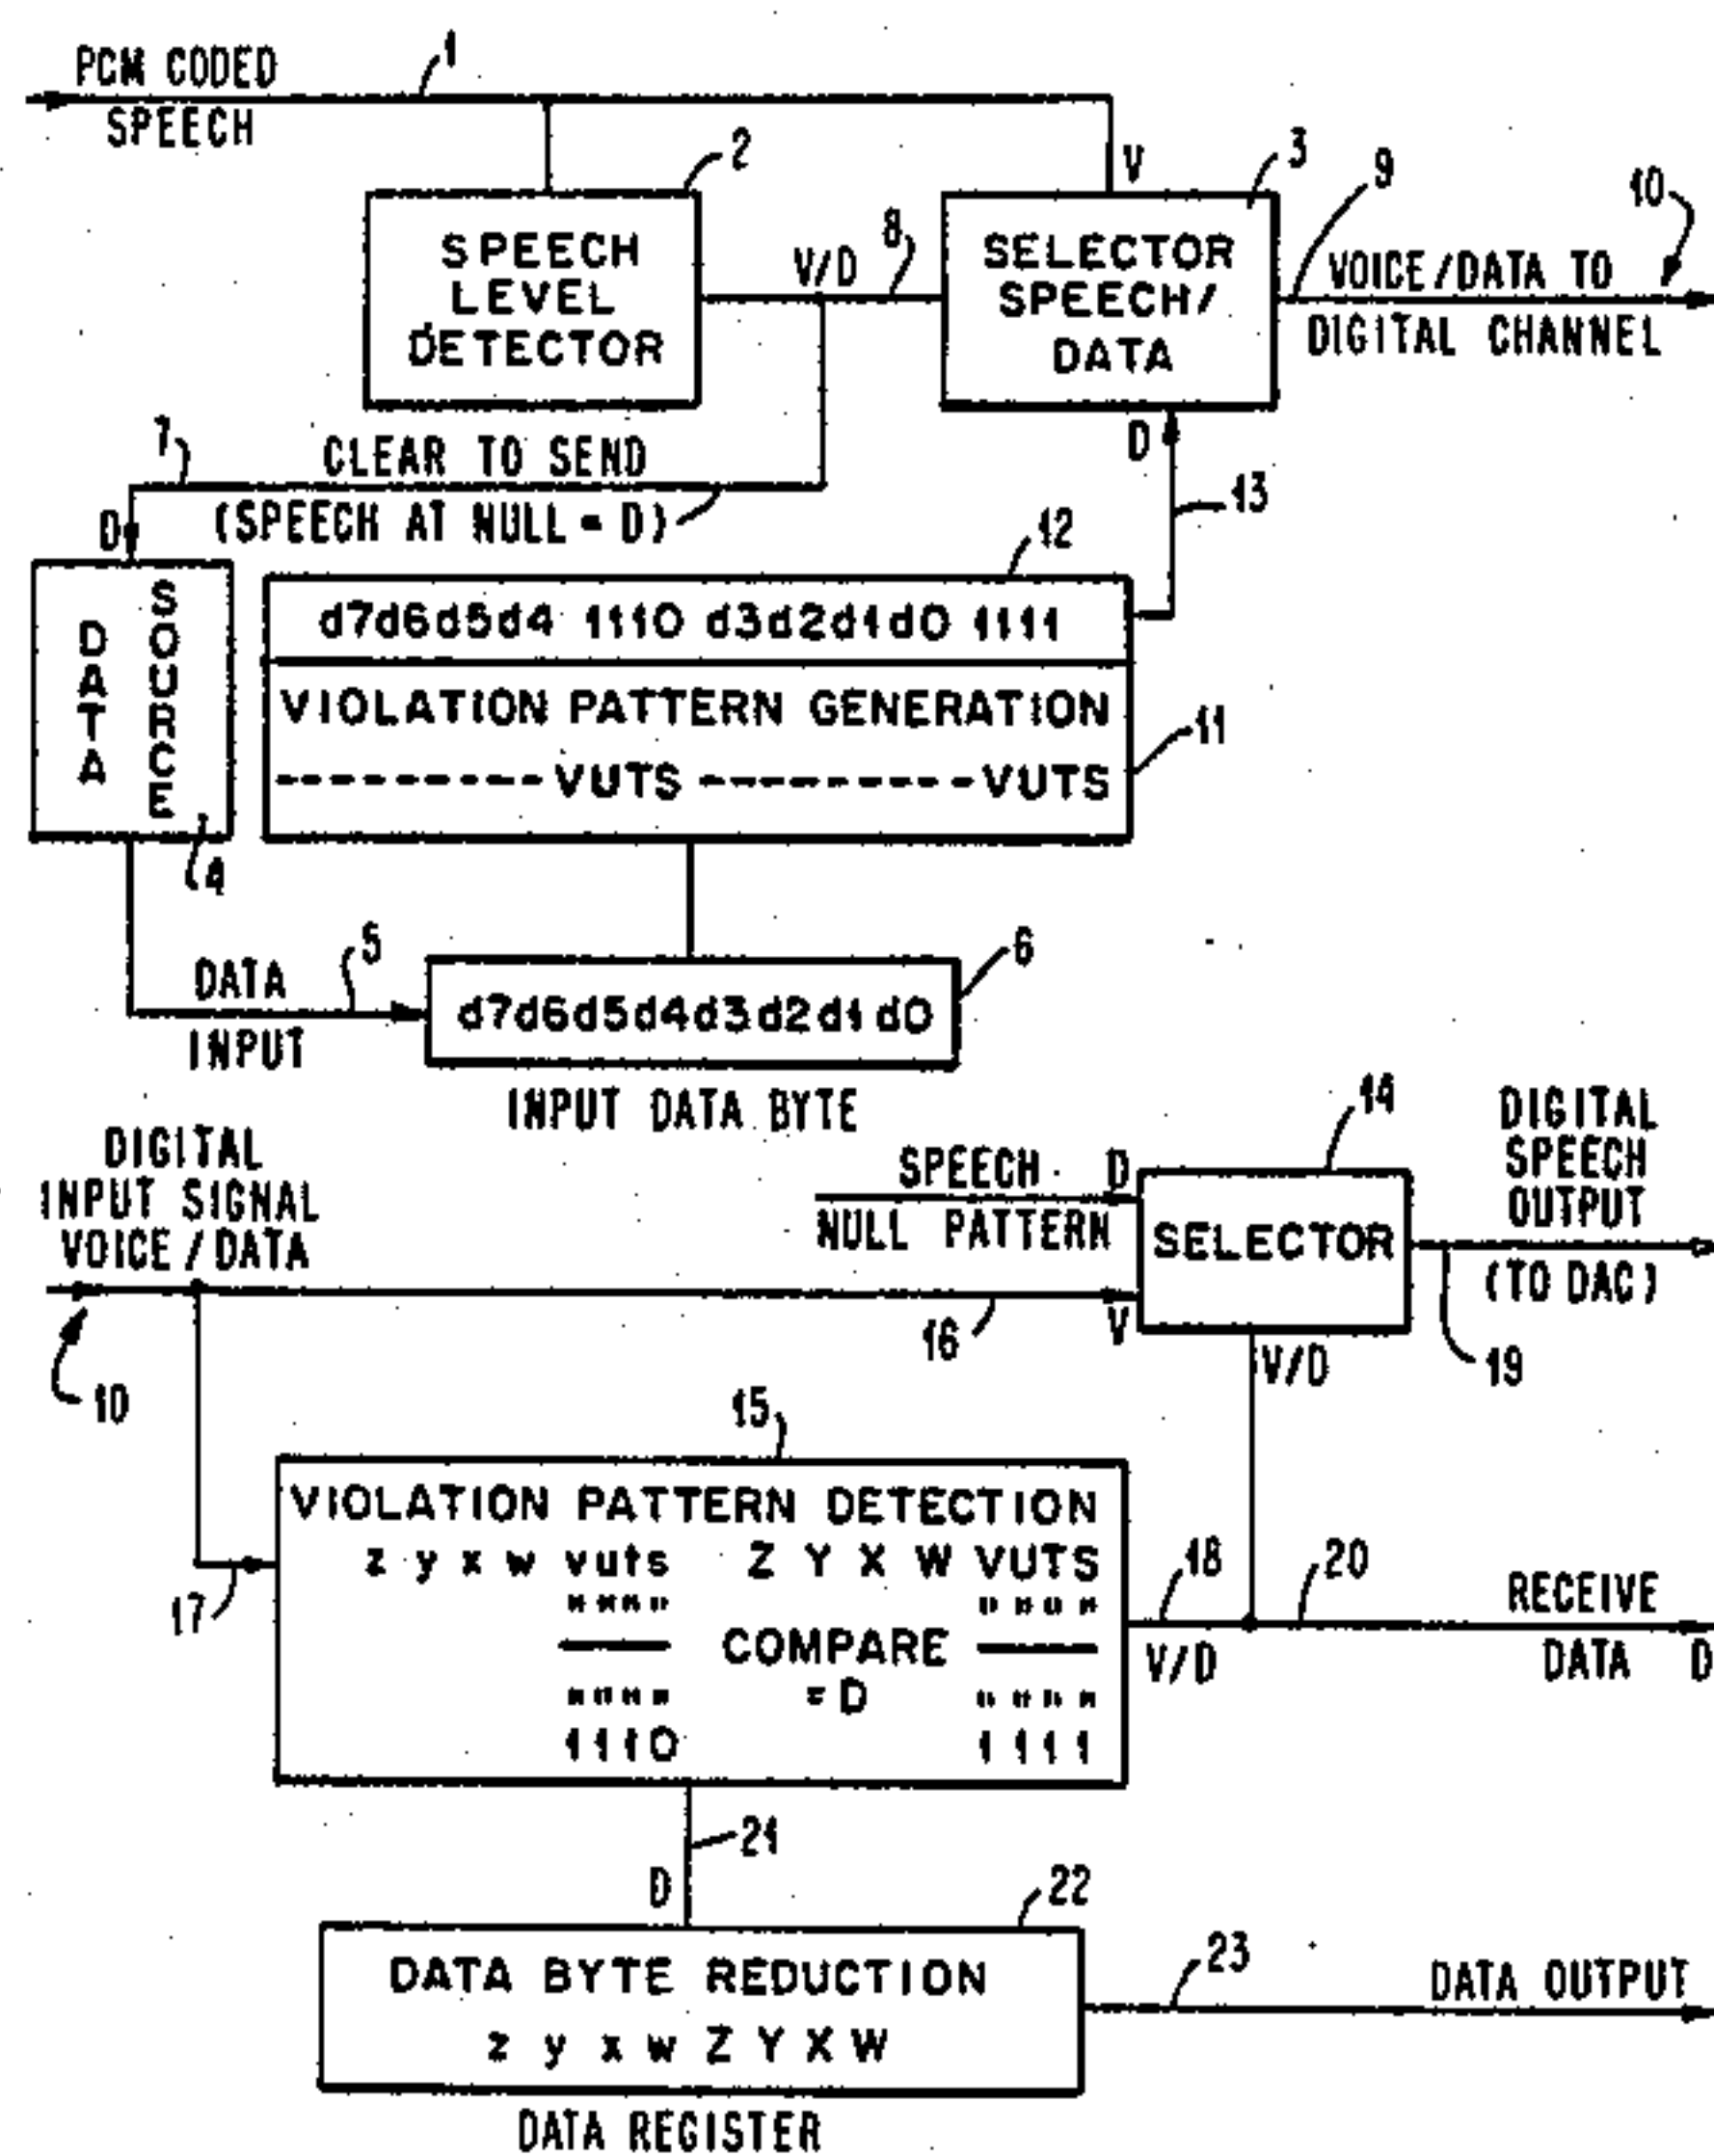 PCM CODED
SPEECH
1
2
3
9
10
V
SPEECH
LEVEL
DETECTOR
V/D
8
SELECTOR
SPEECH/
DATA
VOICE/DATA TO
DIGITAL CHANNEL
7
CLEAR TO SEND
(SPEECH AT NULL = D)
D
D
13
12
DATA
SOURCE
4
d7d6d5d4 1110 d3d2d1d0 1111
VIOLATION PATTERN GENERATION
---------- VUTS ---------- VUTS
11
DATA
INPUT
5
6
d7d6d5d4d3d2d1d0
INPUT DATA BYTE
DIGITAL
INPUT SIGNAL
VOICE / DATA
10
SPEECH
NULL PATTERN
D
14
SELECTOR
DIGITAL
SPEECH
OUTPUT
(TO DAC)
16
V
V/D
19
15
VIOLATION PATTERN DETECTION
z y x w vuts Z Y X W VUTS
" " " " " " " "
COMPARE
" " " " = D " " " "
1110 1111
17
18
V/D
20
RECEIVE
DATA D
21
D
22
DATA BYTE REDUCTION
z y x w Z Y X W
23
DATA OUTPUT
DATA REGISTER